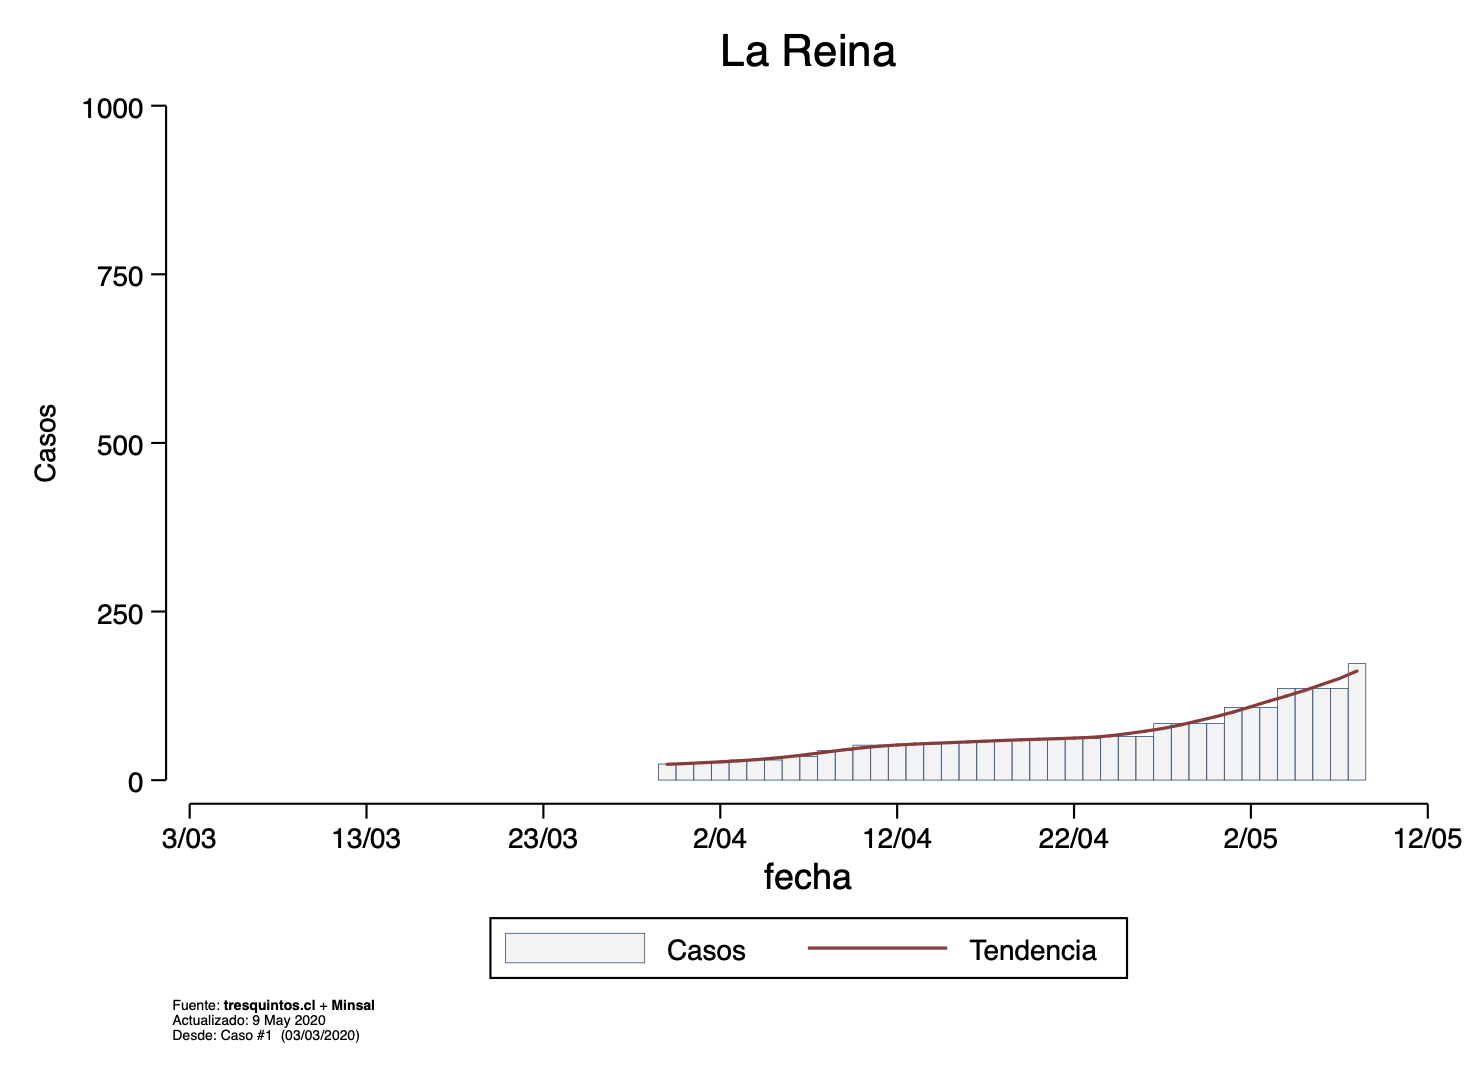 La Reina
1000
750
500
250
0
Casos
3/03 13/03 23/03 2/04 12/04 22/04 2/05 12/05
fecha
Casos Tendencia
Fuente: tresquintos.cl + Minsal
Actualizado: 9 May 2020
Desde: Caso #1 (03/03/2020)